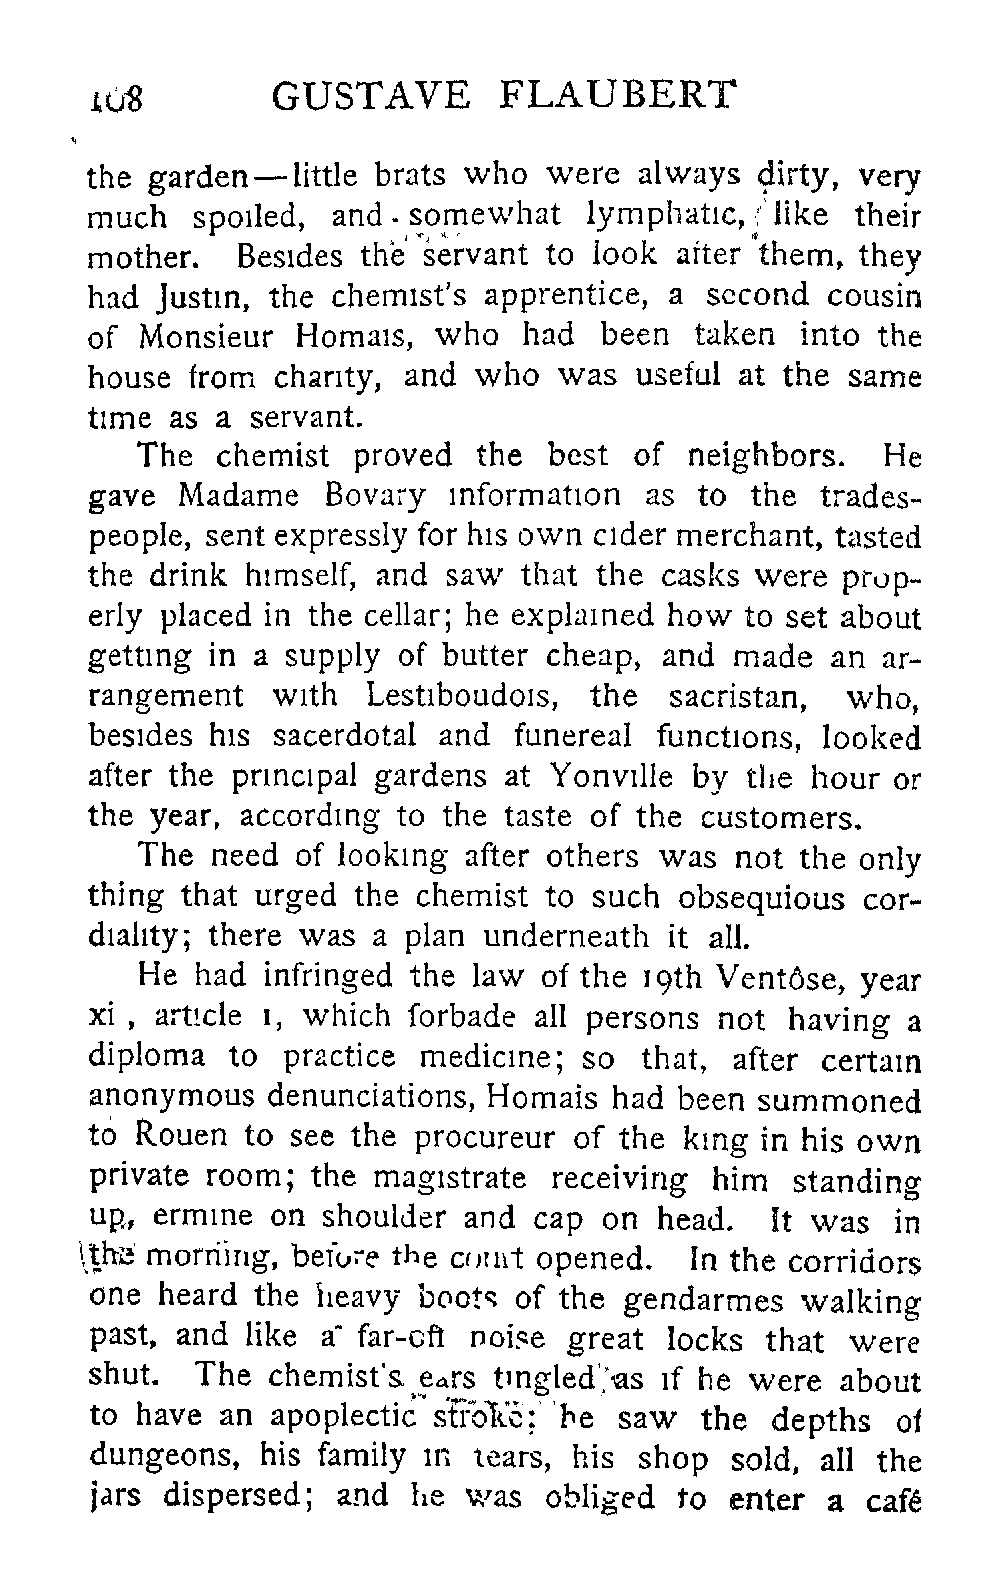 108 GUSTAVE FLAUBERT
the garden—little brats who were always dirty, very
much spoiled, and somewhat lymphatic, like their
mother. Besides the servant to look after them, they
had Justin, the chemist's apprentice, a second cousin
of Monsieur Homais, who had been taken into the
house from charity, and who was useful at the same
time as a servant.
The chemist proved the best of neighbors. He
gave Madame Bovary information as to the trades-
people, sent expressly for his own cider merchant, tasted
the drink himself, and saw that the casks were prop-
erly placed in the cellar; he explained how to set about
getting in a supply of butter cheap, and made an ar-
rangement with Lestiboudois, the sacristan, who,
besides his sacerdotal and funereal functions, looked
after the principal gardens at Yonville by the hour or
the year, according to the taste of the customers.
The need of looking after others was not the only
thing that urged the chemist to such obsequious cor-
diality; there was a plan underneath it all.
He had infringed the law of the 19th Ventôse, year
xi., article 1, which forbade all persons not having a
diploma to practice medicine; so that, after certain
anonymous denunciations, Homais had been summoned
to Rouen to see the procureur of the king in his own
private room; the magistrate receiving him standing
up, ermine on shoulder and cap on head. It was in
the morning, before the court opened. In the corridors
one heard the heavy boots of the gendarmes walking
past, and like a far-off noise great locks that were
shut. The chemist's ears tingled as if he were about
to have an apoplectic stroke; he saw the depths of
dungeons, his family in tears, his shop sold, all the
jars dispersed; and he was obliged to enter a café